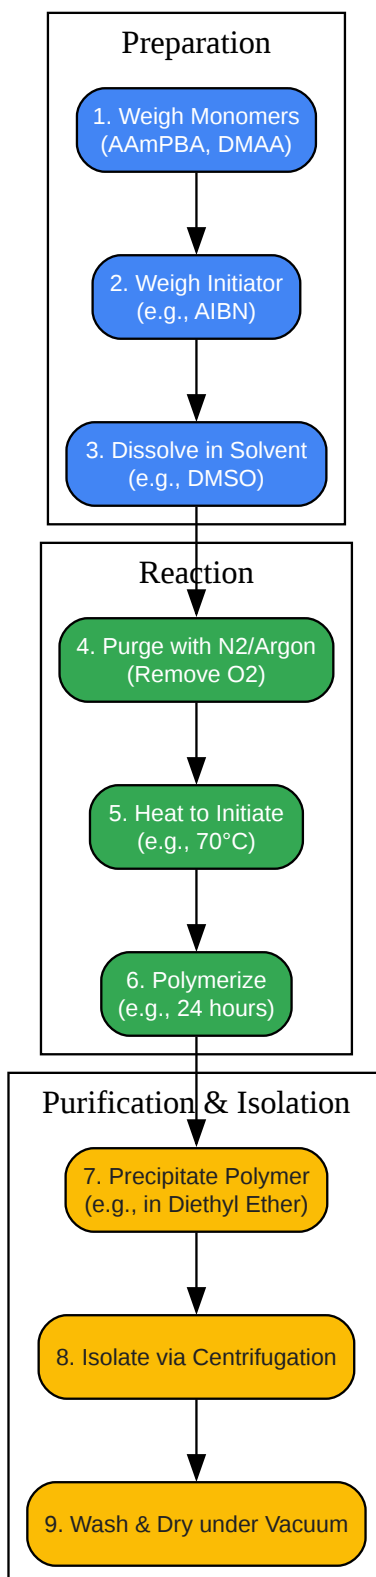 Preparation
1. Weigh Monomers
(AAmPBA, DMAA)
2. Weigh Initiator
(e.g., AIBN)
3. Dissolve in Solvent
(e.g., DMSO)
Reaction
4. Purge with N2/Argon
(Remove O2)
5. Heat to Initiate
(e.g., 70°C)
6. Polymerize
(e.g., 24 hours)
Purification & Isolation
7. Precipitate Polymer
(e.g., in Diethyl Ether)
8. Isolate via Centrifugation
9. Wash & Dry under Vacuum